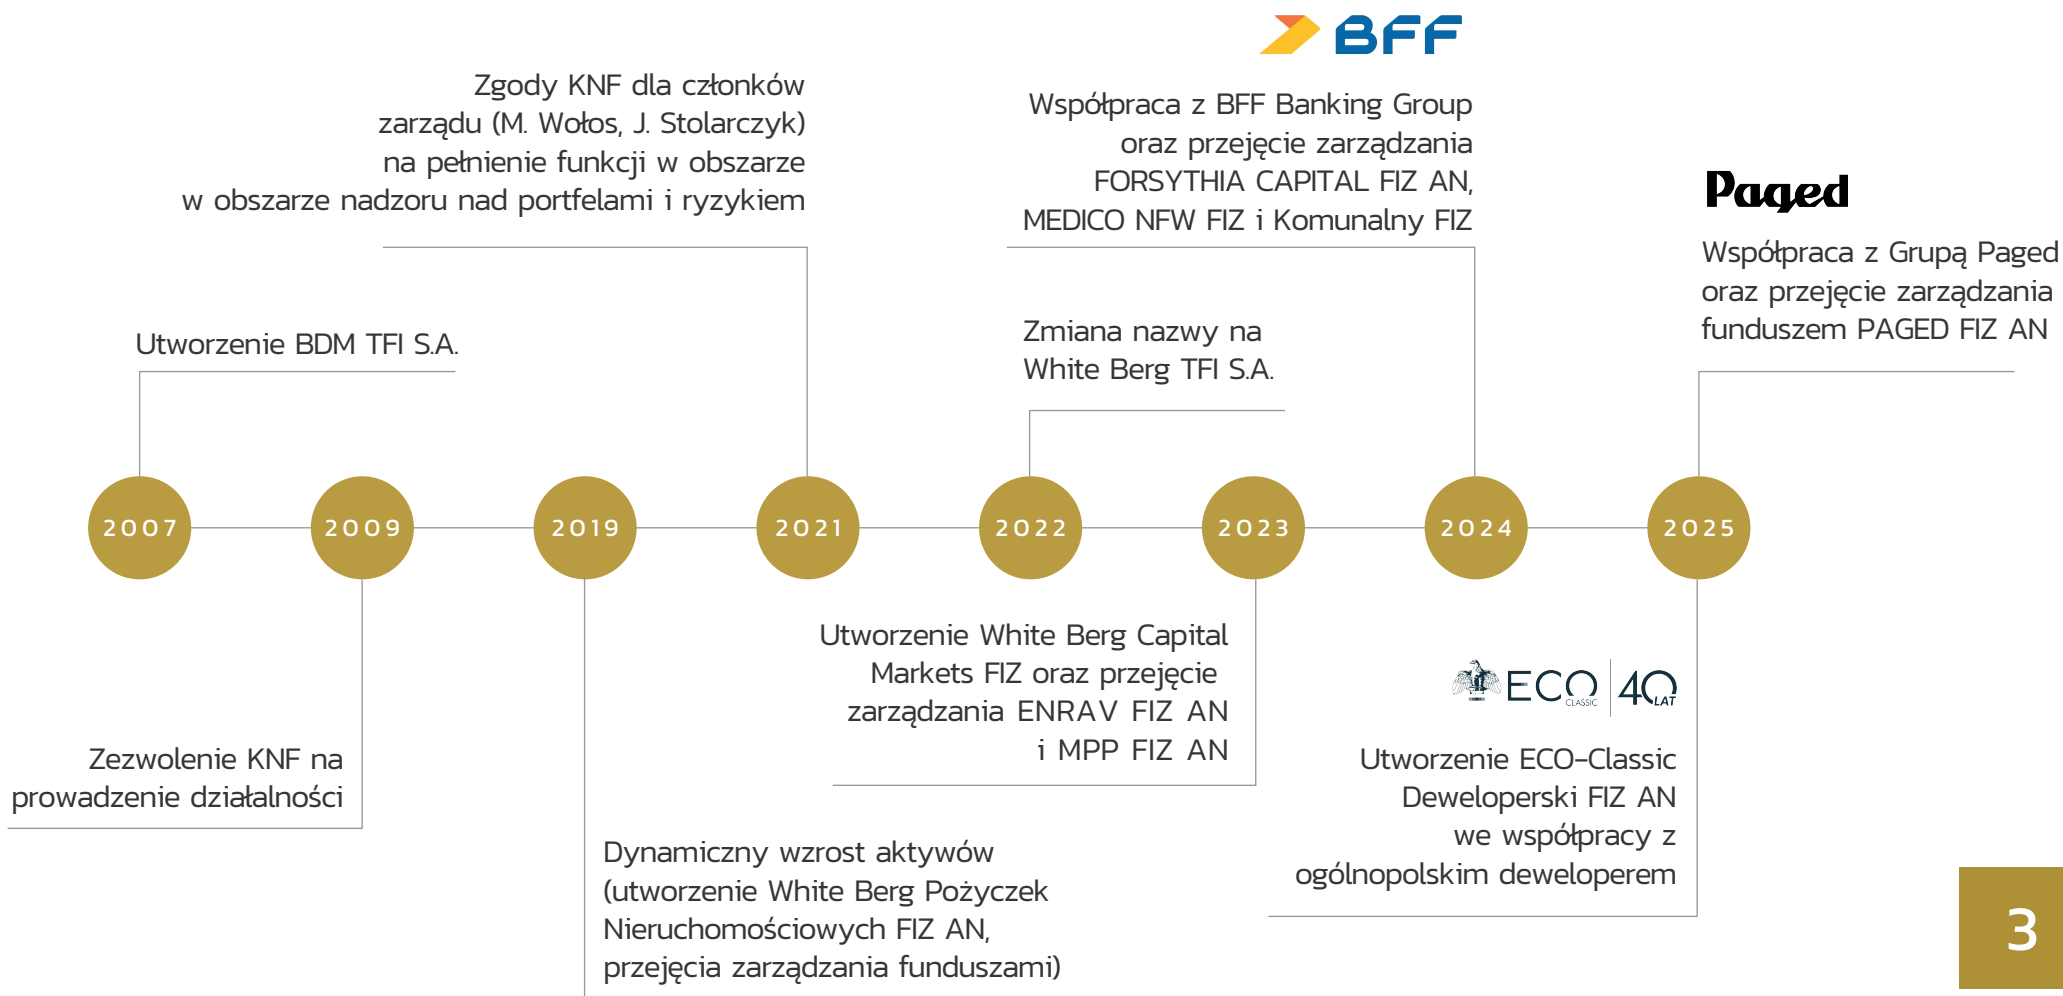 BFF
Zgody KNF dla członków
zarządu (M. Wołos, J. Stolarczyk)
na pełnienie funkcji w obszarze
w obszarze nadzoru nad portfelami i ryzykiem
Współpraca z BFF Banking Group
oraz przejęcie zarządzania
FORSYTHIA CAPITAL FIZ AN,
MEDICO NFW FIZ i Komunalny FIZ
Paged
Współpraca z Grupą Paged
oraz przejęcie zarządzania
funduszem PAGED FIZ AN
Utworzenie BDM TFI S.A.
Zmiana nazwy na
White Berg TFI S.A.
2007
2009
2019
2021
2022
2023
2024
2025
Zezwolenie KNF na
prowadzenie działalności
Dynamiczny wzrost aktywów
(utworzenie White Berg Pożyczek
Nieruchomościowych FIZ AN,
przejęcia zarządzania funduszami)
Utworzenie White Berg Capital
Markets FIZ oraz przejęcie
zarządzania ENRAV FIZ AN
i MPP FIZ AN
ECO CLASSIC 40 LAT
Utworzenie ECO-Classic
Deweloperski FIZ AN
we współpracy z
ogólnopolskim deweloperem
3